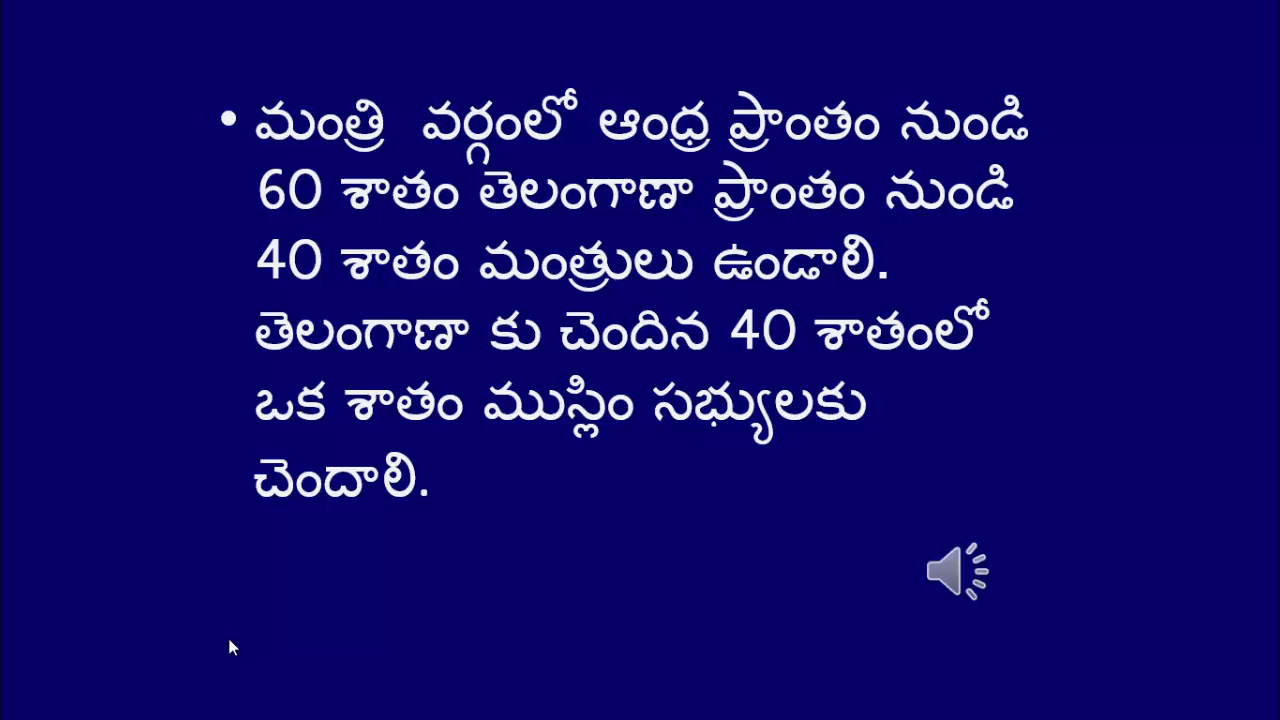 • మంత్రి వర్గంలో ఆంధ్ర ప్రాంతం నుండి
60 శాతం తెలంగాణా ప్రాంతం నుండి
40 శాతం మంత్రులు ఉండాలి.
తెలంగాణా కు చెందిన 40 శాతంలో
ఒక శాతం ముస్లిం సభ్యులకు
చెందాలి.